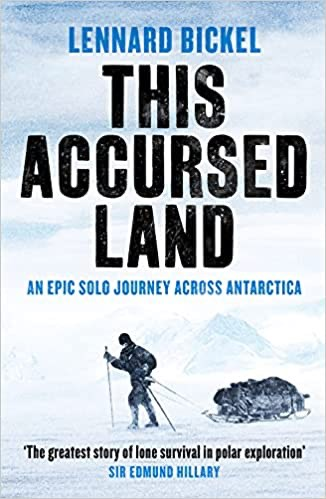 LENNARD BICKEL
THIS
ACCURSED
LAND
AN EPIC SOLO JOURNEY ACROSS ANTARCTICA
'The greatest story of lone survival in polar exploration'
SIR EDMUND HILLARY